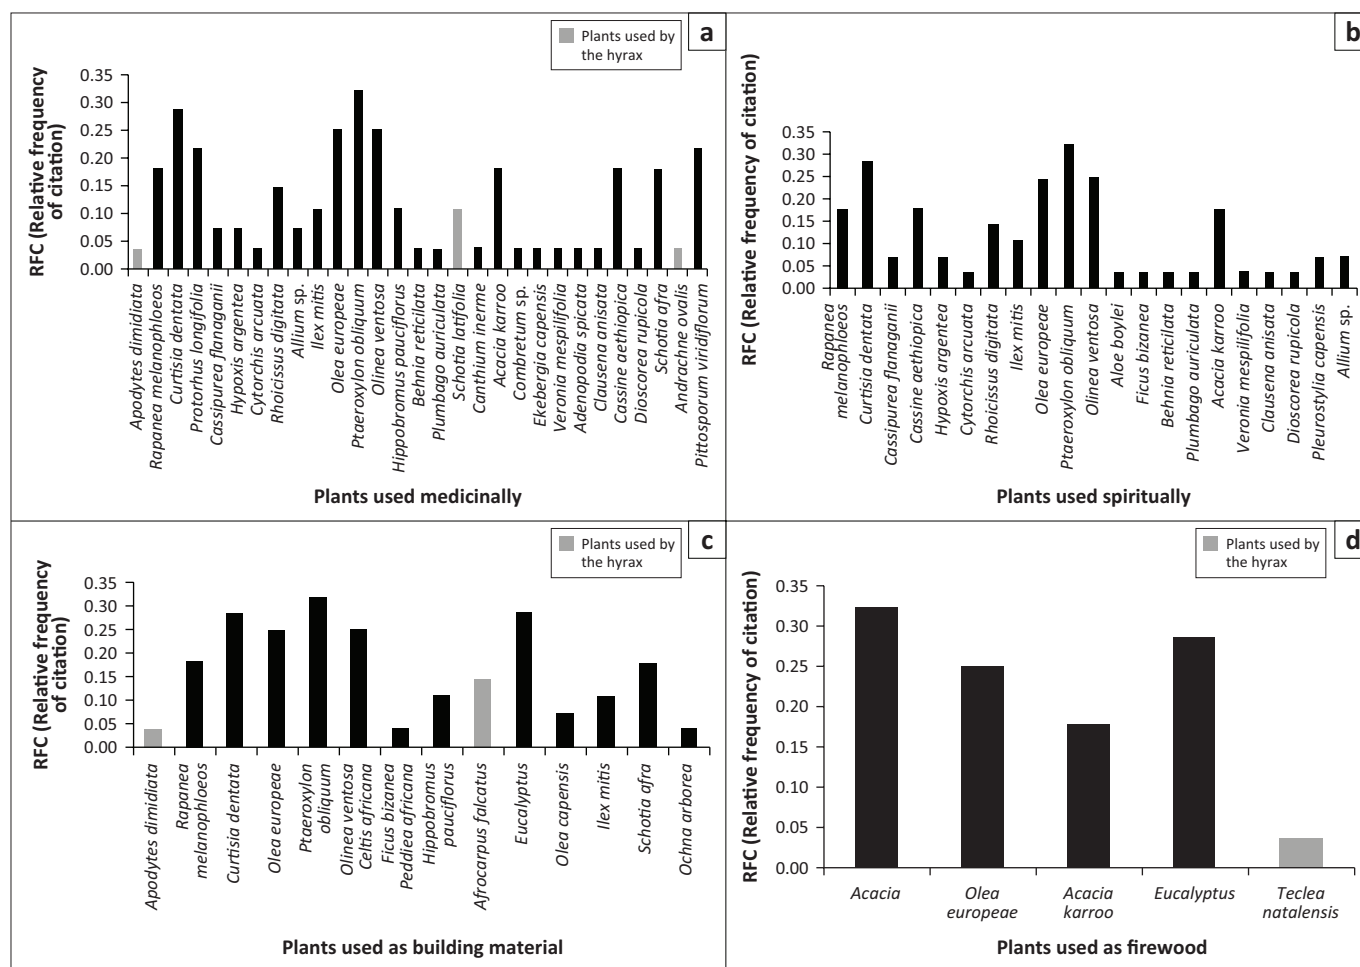 a
Plants used by
the hyrax
RFC (Relative frequency
of citation)
0.35
0.30
0.25
0.20
0.15
0.10
0.05
0.00
Apodytes dimidiata
Rapanea melanophloeos
Curtisia dentata
Protorhus longifolia
Cassipurea flanaganii
Hypoxis argentea
Cytorchis arcuata
Rhoicissus digitata
Allium sp.
Ilex mitis
Olea europeae
Ptaeroxylon obliquum
Olinea ventosa
Hippobromus pauciflorus
Behnia reticilata
Plumbago auriculata
Schotia latifolia
Canthium inerme
Acacia karroo
Combretum sp.
Ekebergia capensis
Veronia mespilifolia
Adenopodia spicata
Clausena anisata
Cassine aethiopica
Dioscorea rupicola
Schotia afra
Andrachne ovalis
Pittosporum viridiflorum
Plants used medicinally
b
RFC (Relative frequency of citation)
0.35
0.30
0.25
0.20
0.15
0.10
0.05
0.00
Rapanea
melanophloeos
Curtisia dentata
Cassipurea flanaganii
Cassine aethiopica
Hypoxis argentea
Cytorchis arcuata
Rhoicissus digitata
Ilex mitis
Olea europeae
Ptaeroxylon obliquum
Olinea ventosa
Aloe boylei
Ficus bizanea
Behnia reticilata
Plumbago auriculata
Acacia karroo
Veronia mespilifolia
Clausena anisata
Dioscorea rupicola
Pleurostylia capensis
Allium sp.
Plants used spiritually
c
Plants used by
the hyrax
RFC (Relative frequency
of citation)
0.35
0.30
0.25
0.20
0.15
0.10
0.05
0.00
Apodytes dimidiata
Rapanea
melanophloeos
Curtisia dentata
Olea europeae
Ptaeroxylon
obliquum
Olinea ventosa
Celtis africana
Ficus bizanea
Peddiea africana
Hippobromus
pauciflorus
Afrocarpus falcatus
Eucalyptus
Olea capensis
Ilex mitis
Schotia afra
Ochna arborea
Plants used as building material
d
Plants used by
the hyrax
RFC (Relative frequency of citation)
0.35
0.30
0.25
0.20
0.15
0.10
0.05
0.00
Acacia
Olea
europeae
Acacia
karroo
Eucalyptus
Teclea
natalensis
Plants used as firewood